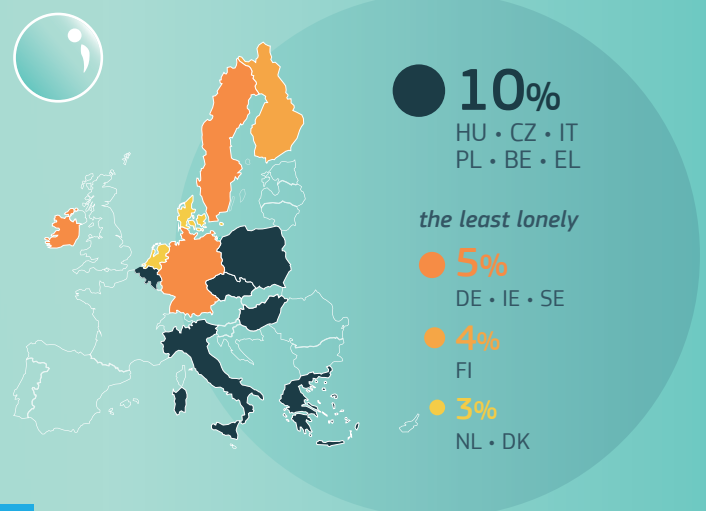 10%
HU • CZ • IT
PL • BE • EL
the least lonely
5%
DE • IE • SE
4%
FI
3%
NL • DK